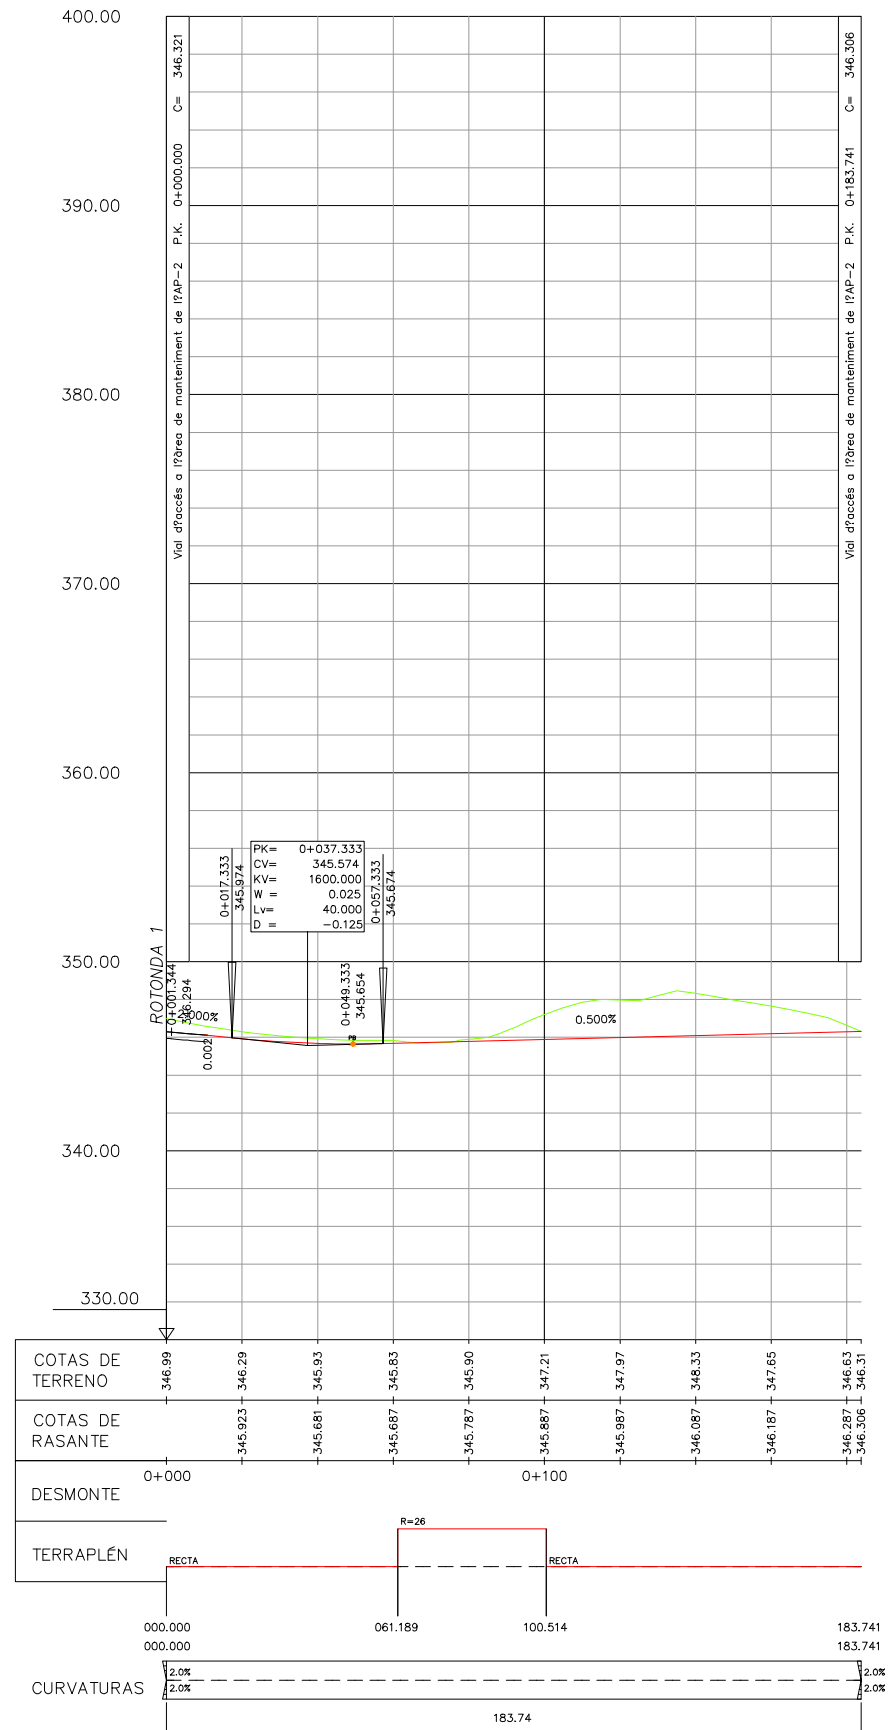 400.00
390.00
380.00
370.00
360.00
350.00
340.00
330.00
Vial d?accés a l?àrea de manteniment de l?AP-2 P.K. 0+000.000 C= 346.321
Vial d?accés a l?àrea de manteniment de l?AP-2 P.K. 0+183.741 C= 346.306
ROTONDA 1
0+001.344
346.294
-2.000%
0.002
0+017.333
345.974
PK= 0+037.333
CV= 345.574
KV= 1600.000
W = 0.025
Lv= 40.000
D = -0.125
0+049.333
345.654
PB
0+057.333
345.674
0.500%
COTAS DE
TERRENO
346.99 346.29 345.93 345.83 345.90 347.21 347.97 348.33 347.65 346.63 346.31
COTAS DE
RASANTE
345.923 345.681 345.687 345.787 345.887 345.987 346.087 346.187 346.287 346.306
0+000 0+100
DESMONTE
TERRAPLÉN
RECTA
R=26
RECTA
000.000 061.189 100.514 183.741
000.000 183.741
CURVATURAS
2.0% 2.0%
2.0% 2.0%
183.74